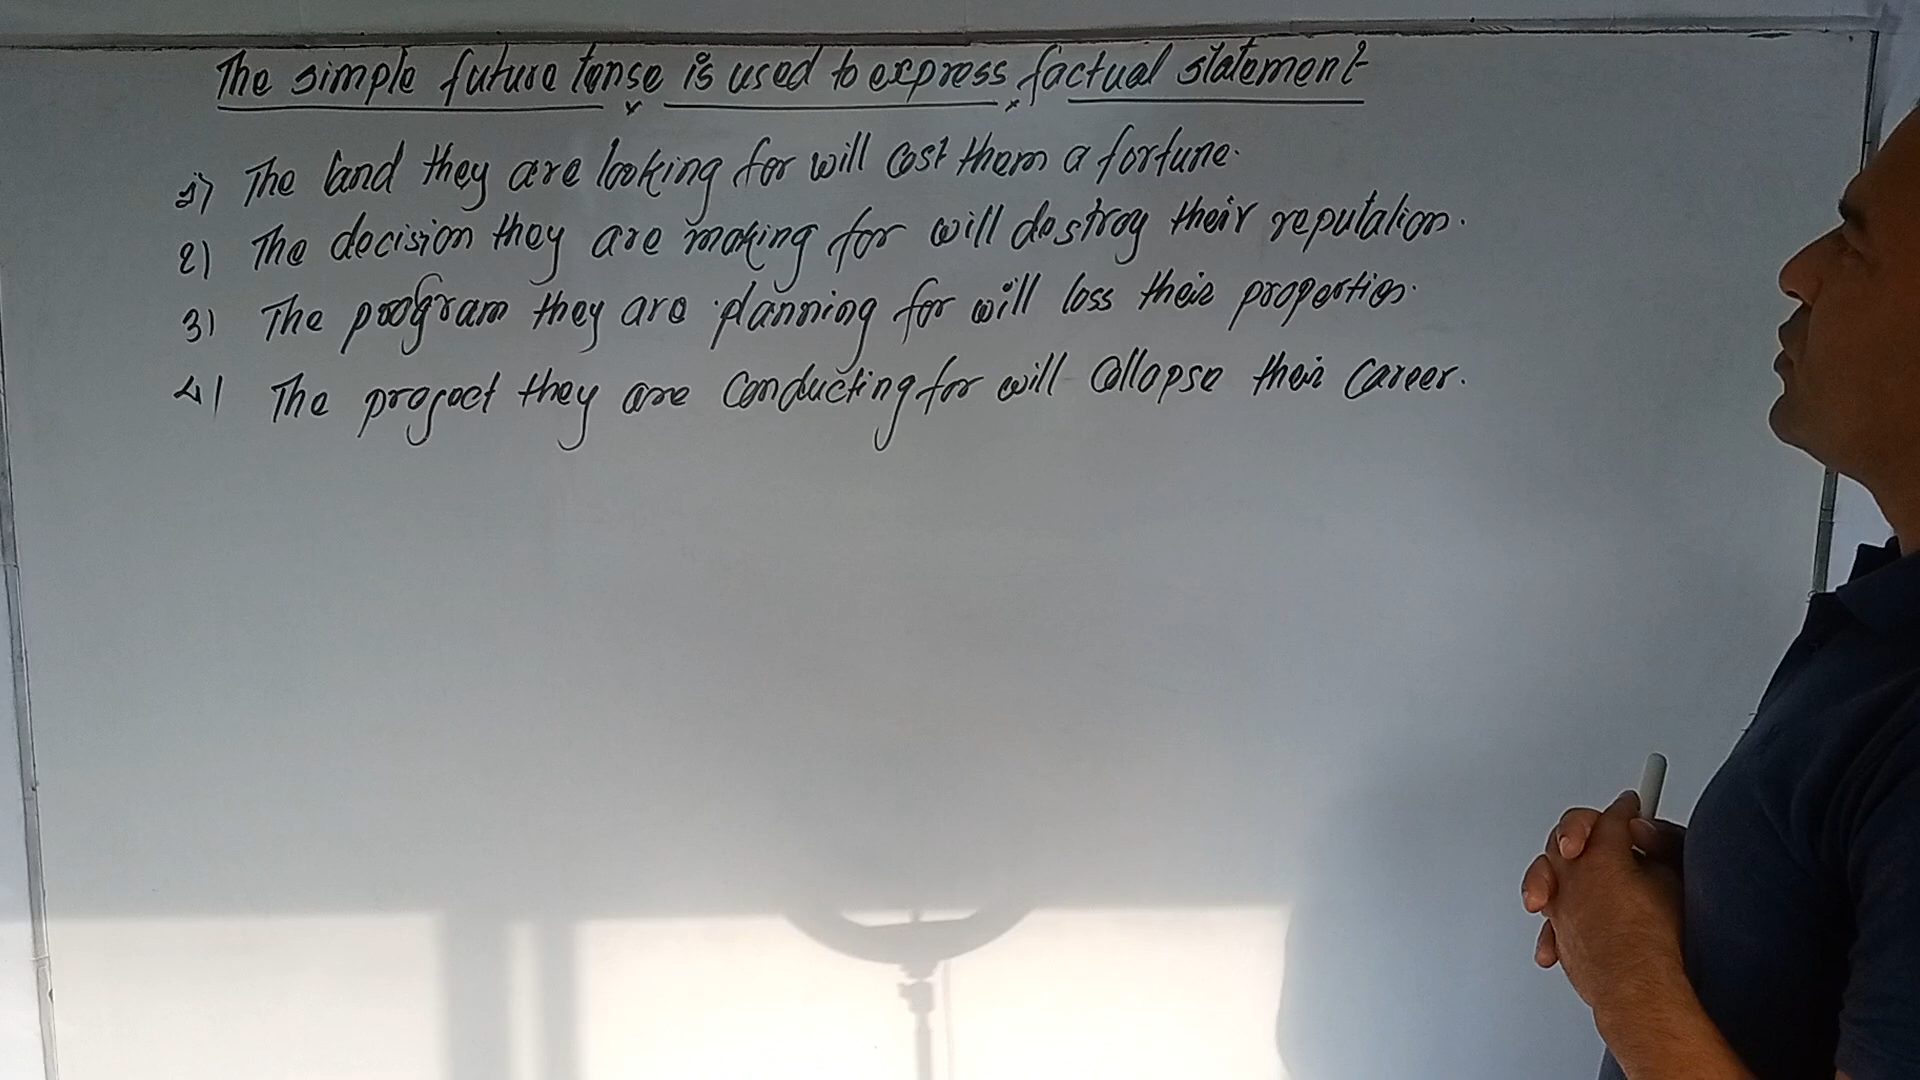 The simple future tense is used to express factual statement
1) The land they are looking for will cost them a fortune.
2) The decision they are making for will destroy their reputation.
3) The program they are planning for will loss their properties.
4) The project they are conducting for will collapse their career.